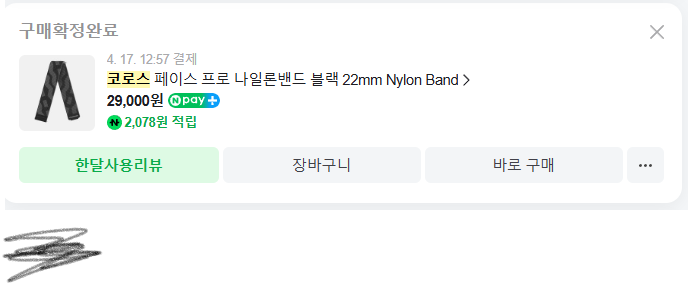 구매확정완료
4. 17. 12:57 결제
코로스 페이스 프로 나일론밴드 블랙 22mm Nylon Band
29,000원 N pay +
N 2,078원 적립
한달사용리뷰 장바구니 바로 구매 ···